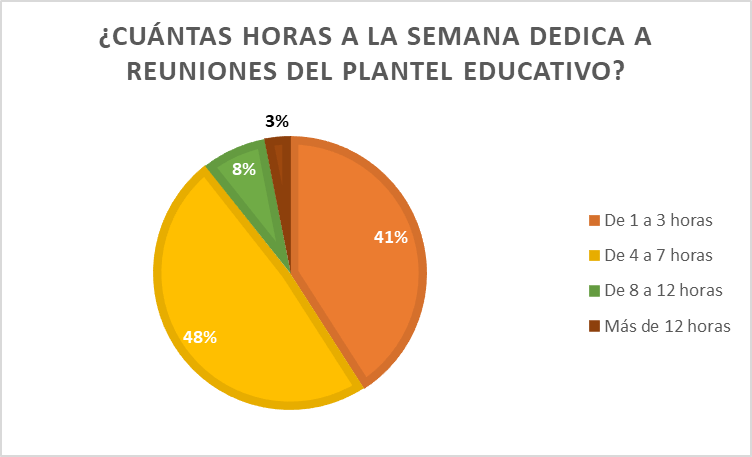 ¿CUÁNTAS HORAS A LA SEMANA DEDICA A
REUNIONES DEL PLANTEL EDUCATIVO?
3%
8%
41%
48%
De 1 a 3 horas
De 4 a 7 horas
De 8 a 12 horas
Más de 12 horas